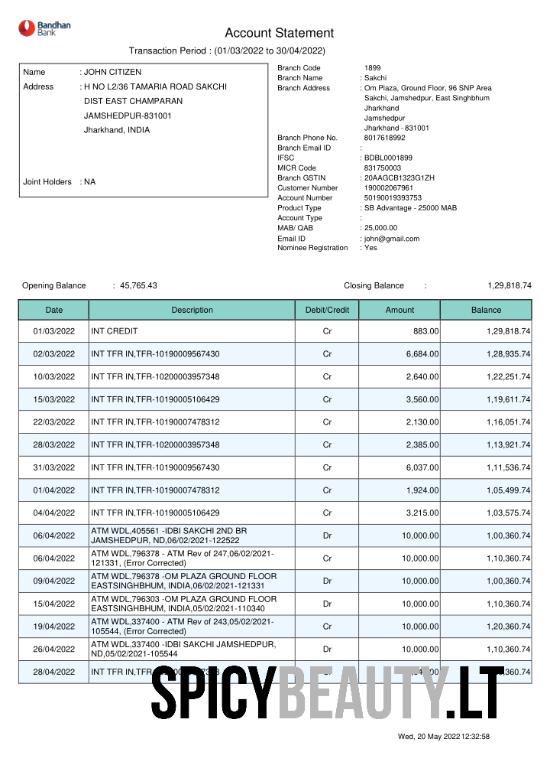 Bandhan
Bank
Account Statement
Transaction Period : (01/03/2022 to 30/04/2022)
Name : JOHN CITIZEN
Address : H NO L2/36 TAMARIA ROAD SAKCHI
DIST EAST CHAMPARAN
JAMSHEDPUR-831001
Jharkhand, INDIA
Joint Holders : NA
Branch Code 1899
Branch Name : Sakchi
Branch Address : Om Plaza, Ground Floor, 96 SNP Area
Sakchi, Jamshedpur, East Singhbhum
Jharkhand
Jamshedpur
Jharkhand - 831001
Branch Phone No. 8017618992
Branch Email ID :
IFSC : BDBL0001899
MICR Code 831750003
Branch GSTIN : 20AAGCB1323G1ZH
Customer Number 190002067961
Account Number : 50190019393753
Product Type : SB Advantage - 25000 MAB
Account Type :
MAB/ QAB : 25,000.00
Email ID : john@gmail.com
Nominee Registration : Yes
Opening Balance : 45,765.43 Closing Balance : 1,29,818.74
Date Description Debit/Credit Amount Balance
01/03/2022 INT CREDIT Cr 883.00 1,29,818.74
02/03/2022 INT TFR IN,TFR-10190009567430 Cr 6,684.00 1,28,935.74
10/03/2022 INT TFR IN,TFR-10200003957348 Cr 2,640.00 1,22,251.74
15/03/2022 INT TFR IN,TFR-10190005106429 Cr 3,560.00 1,19,611.74
22/03/2022 INT TFR IN,TFR-10190007478312 Cr 2,130.00 1,16,051.74
28/03/2022 INT TFR IN,TFR-10200003957348 Cr 2,385.00 1,13,921.74
31/03/2022 INT TFR IN,TFR-10190009567430 Cr 6,037.00 1,11,536.74
01/04/2022 INT TFR IN,TFR-10190007478312 Cr 1,924.00 1,05,499.74
04/04/2022 INT TFR IN,TFR-10190005106429 Cr 3,215.00 1,03,575.74
06/04/2022 ATM WDL,405561 -IDBI SAKCHI 2ND BR Dr 10,000.00 1,00,360.74
JAMSHEDPUR, ND,06/02/2021-122522
06/04/2022 ATM WDL,796378 - ATM Rev of 247,06/02/2021- Cr 10,000.00 1,10,360.74
121331, (Error Corrected)
09/04/2022 ATM WDL,796378 -OM PLAZA GROUND FLOOR Dr 10,000.00 1,00,360.74
EASTSINGHBHUM, INDIA,06/02/2021-121331
15/04/2022 ATM WDL,796303 -OM PLAZA GROUND FLOOR Dr 10,000.00 1,10,360.74
EASTSINGHBHUM, INDIA,05/02/2021-110340
19/04/2022 ATM WDL,337400 - ATM Rev of 243,05/02/2021- Cr 10,000.00 1,20,360.74
105544, (Error Corrected)
26/04/2022 ATM WDL,337400 -IDBI SAKCHI JAMSHEDPUR, Dr 10,000.00 1,10,360.74
ND,05/02/2021-105544
28/04/2022 INT TFR IN,TFR
SPICYBEAUTY.LT
Wed, 20 May 2022 12:32:58